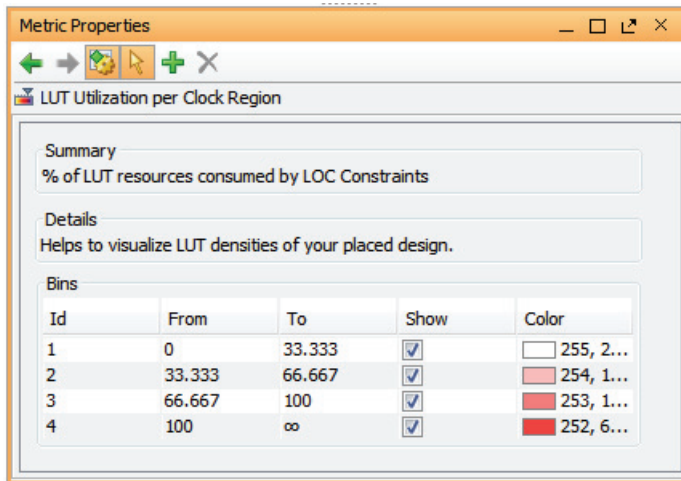 Metric Properties
LUT Utilization per Clock Region
Summary
% of LUT resources consumed by LOC Constraints
Details
Helps to visualize LUT densities of your placed design.
Bins
Id From To Show Color
1 0 33.333 255, 2...
2 33.333 66.667 254, 1...
3 66.667 100 253, 1...
4 100 ∞ 252, 6...